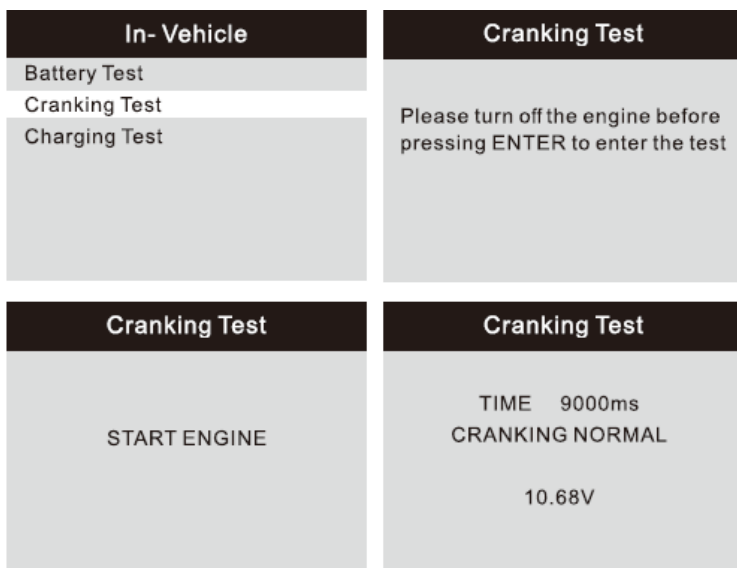 In- Vehicle
Battery Test
Cranking Test
Charging Test
Cranking Test
Please turn off the engine before
pressing ENTER to enter the test
Cranking Test
START ENGINE
Cranking Test
TIME 9000ms
CRANKING NORMAL
10.68V